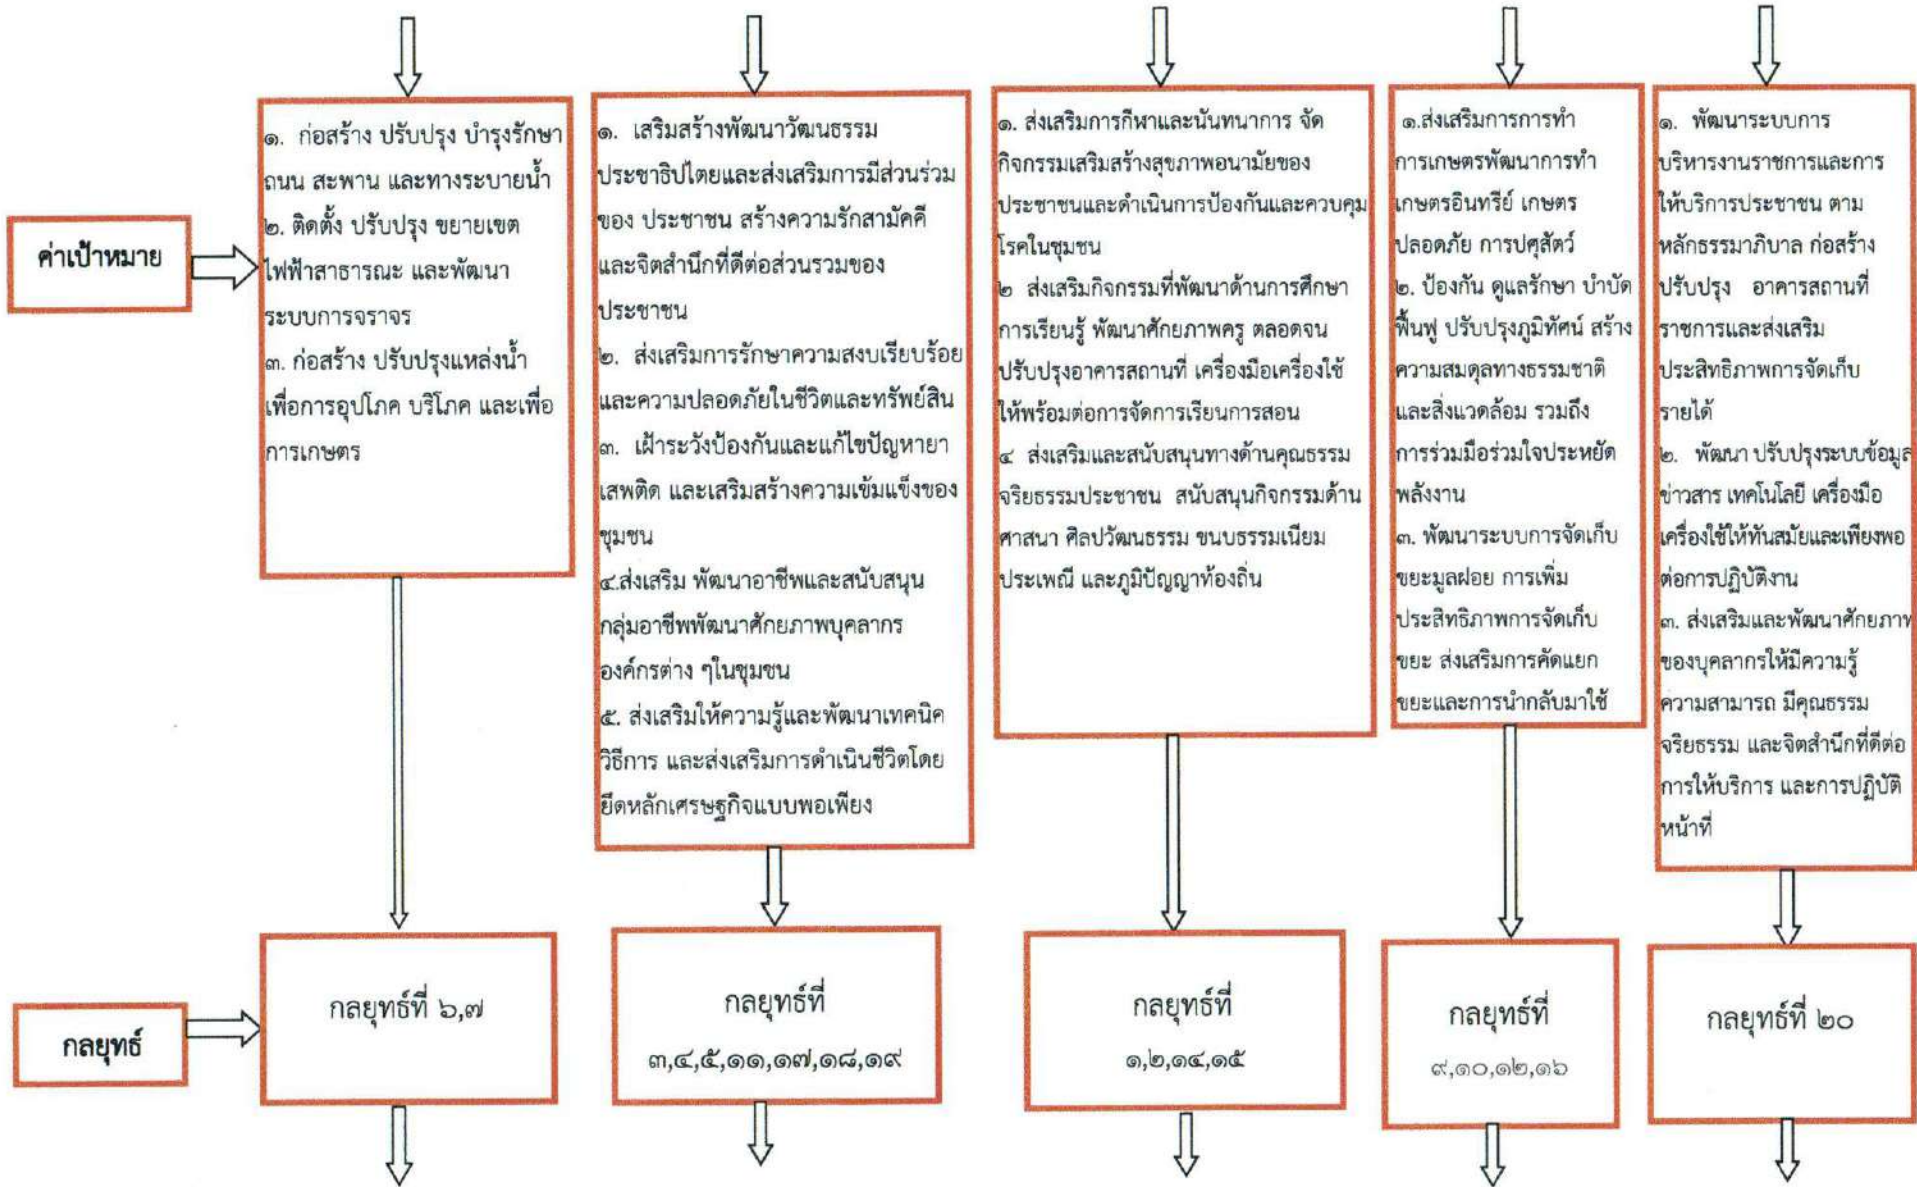 ค่าเป้าหมาย
๑. ก่อสร้าง ปรับปรุง บำรุงรักษา
ถนน สะพาน และทางระบายน้ำ
๒. ติดตั้ง ปรับปรุง ขยายเขต
ไฟฟ้าสาธารณะ และพัฒนา
ระบบการจราจร
๓. ก่อสร้าง ปรับปรุงแหล่งน้ำ
เพื่อการอุปโภค บริโภค และเพื่อ
การเกษตร
๑. เสริมสร้างพัฒนาวัฒนธรรม
ประชาธิปไตยและส่งเสริมการมีส่วนร่วม
ของ ประชาชน สร้างความรักสามัคคี
และจิตสำนึกที่ดีต่อส่วนรวมของ
ประชาชน
๒. ส่งเสริมการรักษาความสงบเรียบร้อย
และความปลอดภัยในชีวิตและทรัพย์สิน
๓. เฝ้าระวังป้องกันและแก้ไขปัญหายา
เสพติด และเสริมสร้างความเข้มแข็งของ
ชุมชน
๔.ส่งเสริม พัฒนาอาชีพและสนับสนุน
กลุ่มอาชีพพัฒนาศักยภาพบุคลากร
องค์กรต่าง ๆในชุมชน
๕. ส่งเสริมให้ความรู้และพัฒนาเทคนิค
วิธีการ และส่งเสริมการดำเนินชีวิตโดย
ยึดหลักเศรษฐกิจแบบพอเพียง
๑. ส่งเสริมการกีฬาและนันทนาการ จัด
กิจกรรมเสริมสร้างสุขภาพอนามัยของ
ประชาชนและดำเนินการป้องกันและควบคุม
โรคในชุมชน
๒ ส่งเสริมกิจกรรมที่พัฒนาด้านการศึกษา
การเรียนรู้ พัฒนาศักยภาพครู ตลอดจน
ปรับปรุงอาคารสถานที่ เครื่องมือเครื่องใช้
ให้พร้อมต่อการจัดการเรียนการสอน
๔ ส่งเสริมและสนับสนุนทางด้านคุณธรรม
จริยธรรมประชาชน สนับสนุนกิจกรรมด้าน
ศาสนา ศิลปวัฒนธรรม ขนบธรรมเนียม
ประเพณี และภูมิปัญญาท้องถิ่น
๑.ส่งเสริมการการทำ
การเกษตรพัฒนาการทำ
เกษตรอินทรีย์ เกษตร
ปลอดภัย การปศุสัตว์
๒. ป้องกัน ดูแลรักษา บำบัด
ฟื้นฟู ปรับปรุงภูมิทัศน์ สร้าง
ความสมดุลทางธรรมชาติ
และสิ่งแวดล้อม รวมถึง
การร่วมมือร่วมใจประหยัด
พลังงาน
๓. พัฒนาระบบการจัดเก็บ
ขยะมูลฝอย การเพิ่ม
ประสิทธิภาพการจัดเก็บ
ขยะ ส่งเสริมการคัดแยก
ขยะและการนำกลับมาใช้
๑. พัฒนาระบบการ
บริหารงานราชการและการ
ให้บริการประชาชน ตาม
หลักธรรมาภิบาล ก่อสร้าง
ปรับปรุง อาคารสถานที่
ราชการและส่งเสริม
ประสิทธิภาพการจัดเก็บ
รายได้
๒. พัฒนา ปรับปรุงระบบข้อมูล
ข่าวสาร เทคโนโลยี เครื่องมือ
เครื่องใช้ให้ทันสมัยและเพียงพอ
ต่อการปฏิบัติงาน
๓. ส่งเสริมและพัฒนาศักยภาพ
ของบุคลากรให้มีความรู้
ความสามารถ มีคุณธรรม
จริยธรรม และจิตสำนึกที่ดีต่อ
การให้บริการ และการปฏิบัติ
หน้าที่
กลยุทธ์
กลยุทธ์ที่ ๖,๗
กลยุทธ์ที่
๓,๔,๕,๑๑,๑๗,๑๘,๑๙
กลยุทธ์ที่
๑,๒,๑๔,๑๕
กลยุทธ์ที่
๙,๑๐,๑๒,๑๖
กลยุทธ์ที่ ๒๐